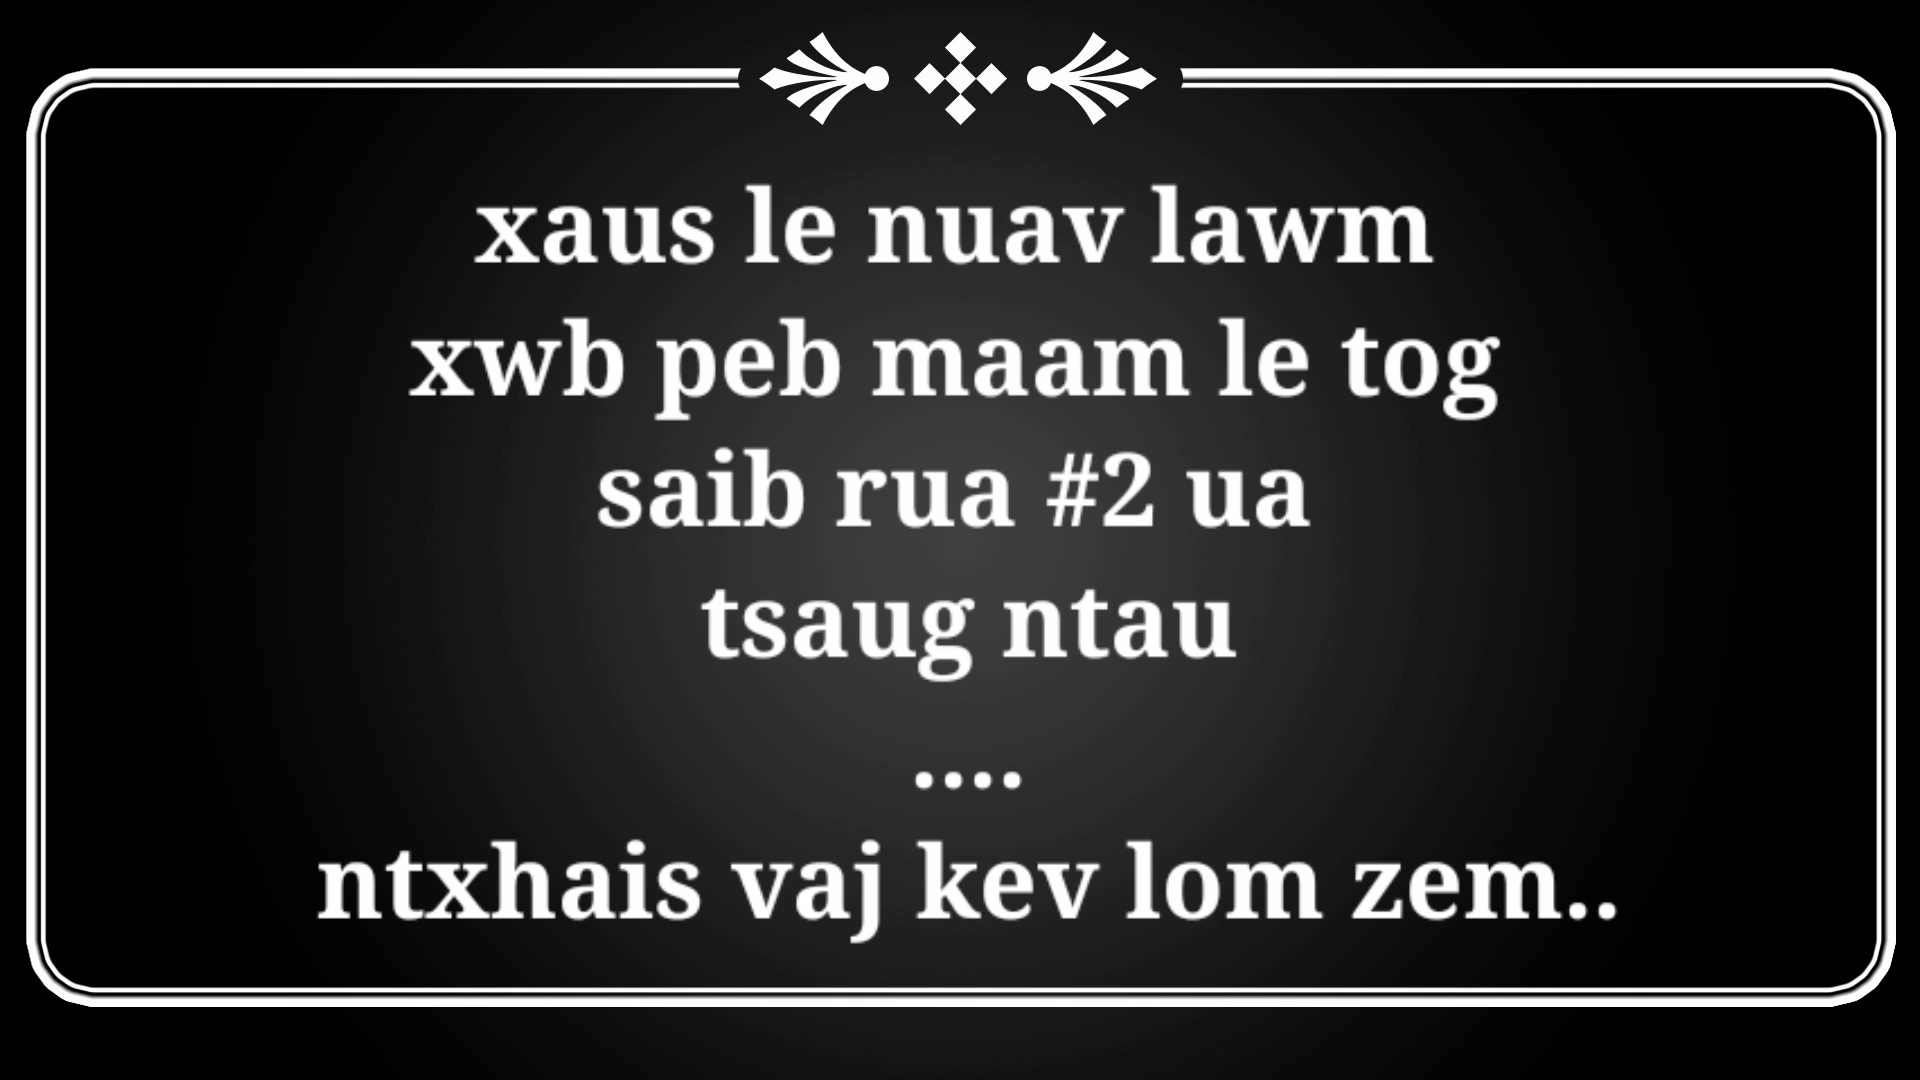 xaus le nuav lawm
xwb peb maam le tog
saib rua #2 ua
tsaug ntau
....
ntxhais vaj kev lom zem..